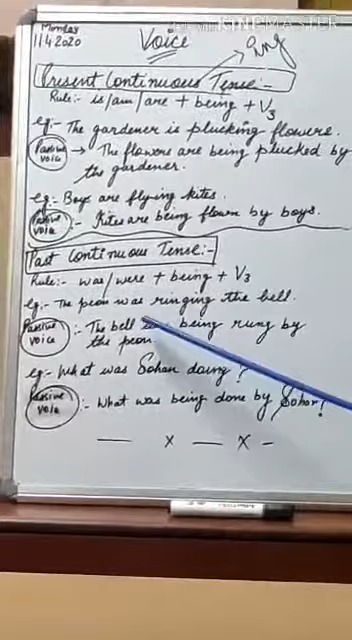 Made with KINEMASTER
Monday
11.4.2020
Voice
ing
Present Continuous Tense:-
Rule:- is/am/are + being + V3
eg:- The gardener is plucking flowers.
Passive voice → The flowers are being plucked by
the gardener.
eg:- Boys are flying kites.
Passive voice :- Kites are being flown by boys.
Past Continuous Tense:-
Rule:- was/were + being + V3
eg:- The peon was ringing the bell.
Passive voice :- The bell being rung by
the peon.
eg:- What was Sohan doing?
Passive voice :- What was being done by Sohan?
— x — x —